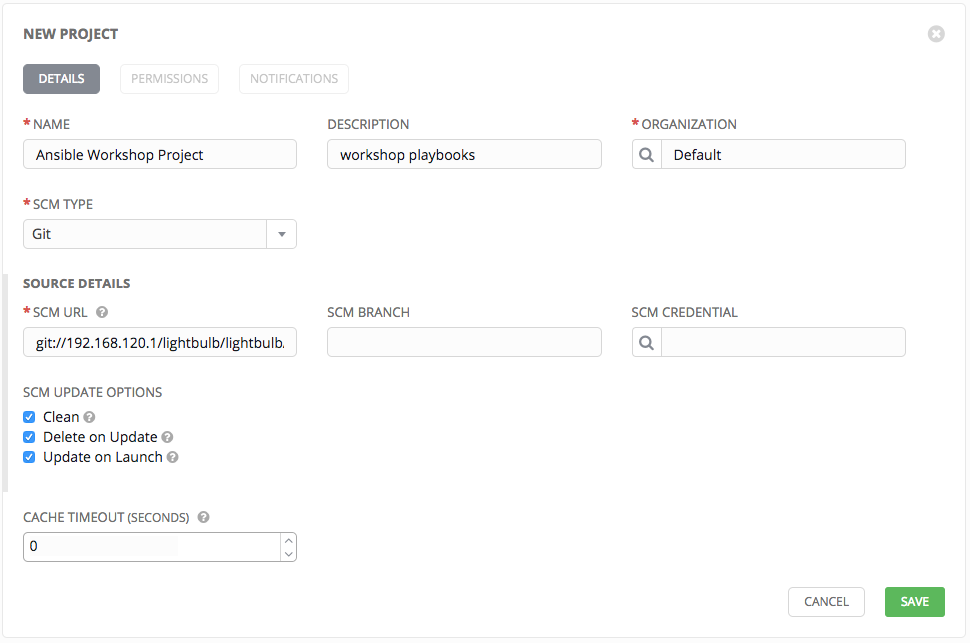 NEW PROJECT
DETAILS PERMISSIONS NOTIFICATIONS
* NAME DESCRIPTION * ORGANIZATION
Ansible Workshop Project workshop playbooks Default
* SCM TYPE
Git
SOURCE DETAILS
* SCM URL ? SCM BRANCH SCM CREDENTIAL
git://192.168.120.1/lightbulb/lightbulb.
SCM UPDATE OPTIONS
Clean ?
Delete on Update ?
Update on Launch ?
CACHE TIMEOUT (SECONDS) ?
0
CANCEL SAVE